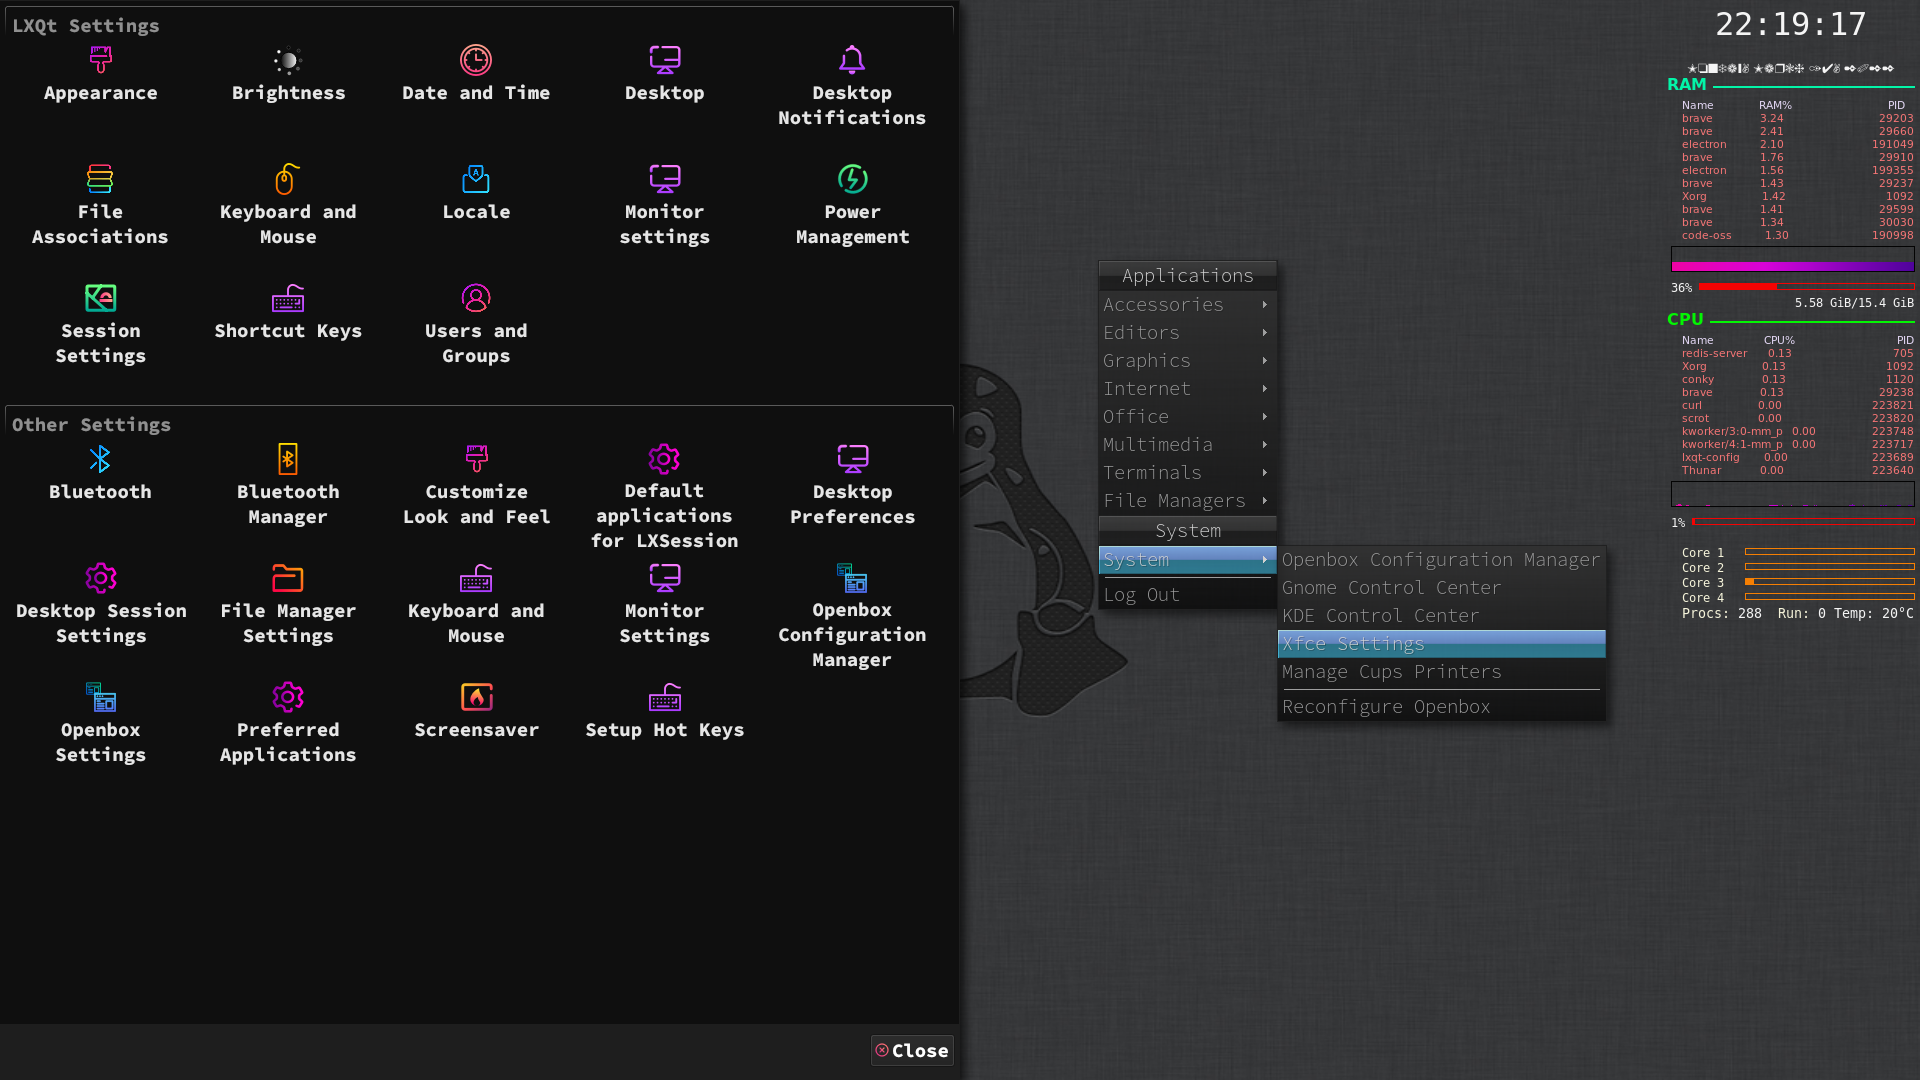 LXQt Settings
Appearance
Brightness
Date and Time
Desktop
Desktop
Notifications
File
Associations
Keyboard and
Mouse
Locale
Monitor
settings
Power
Management
Session
Settings
Shortcut Keys
Users and
Groups
Other Settings
Bluetooth
Bluetooth
Manager
Customize
Look and Feel
Default
applications
for LXSession
Desktop
Preferences
Desktop Session
Settings
File Manager
Settings
Keyboard and
Mouse
Monitor
Settings
Openbox
Configuration
Manager
Openbox
Settings
Preferred
Applications
Screensaver
Setup Hot Keys
Close
Applications
Accessories
Editors
Graphics
Internet
Office
Multimedia
Terminals
File Managers
System
System
Log Out
Openbox Configuration Manager
Gnome Control Center
KDE Control Center
Xfce Settings
Manage Cups Printers
Reconfigure Openbox
22:19:17
RAM
Name RAM% PID
brave 3.24 29203
brave 2.41 29660
electron 2.10 191049
brave 1.76 29910
electron 1.56 199355
brave 1.43 29237
Xorg 1.42 1092
brave 1.41 29599
brave 1.34 30030
code-oss 1.30 190998
36%
5.58 GiB/15.4 GiB
CPU
Name CPU% PID
redis-server 0.13 705
Xorg 0.13 1092
conky 0.13 1120
brave 0.13 29238
curl 0.00 223821
scrot 0.00 223820
kworker/3:0-mm_p 0.00 223748
kworker/4:1-mm_p 0.00 223717
lxqt-config 0.00 223689
Thunar 0.00 223640
1%
Core 1
Core 2
Core 3
Core 4
Procs: 288 Run: 0 Temp: 20°C